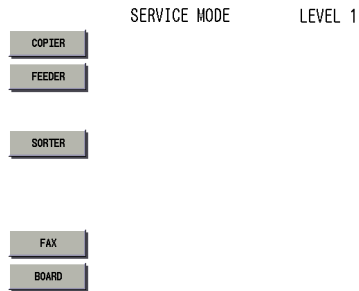 SERVICE MODE LEVEL 1
COPIER
FEEDER
SORTER
FAX
BOARD